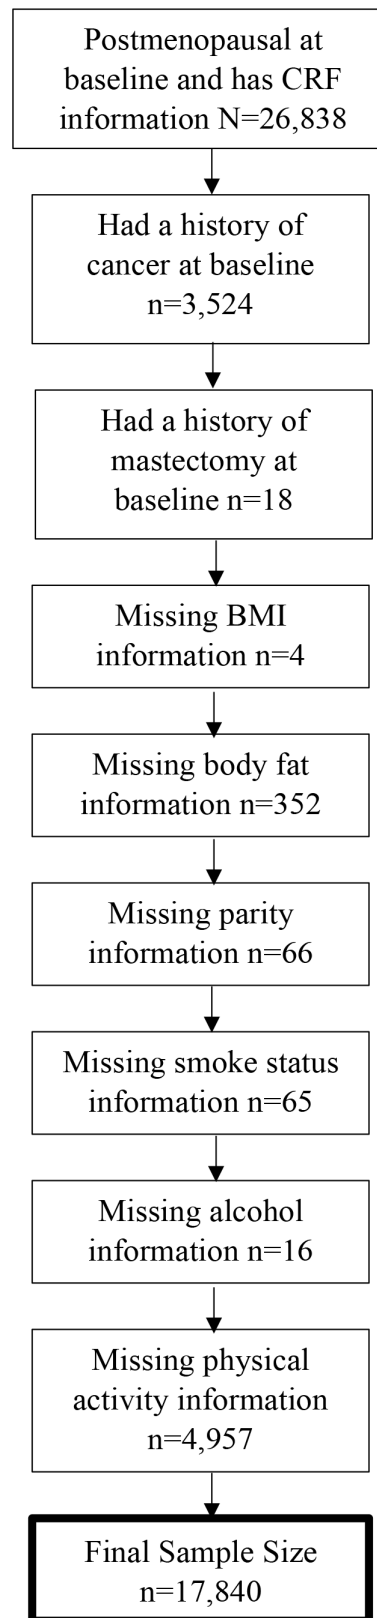 Postmenopausal at
baseline and has CRF
information N=26,838
Had a history of
cancer at baseline
n=3,524
Had a history of
mastectomy at
baseline n=18
Missing BMI
information n=4
Missing body fat
information n=352
Missing parity
information n=66
Missing smoke status
information n=65
Missing alcohol
information n=16
Missing physical
activity information
n=4,957
Final Sample Size
n=17,840